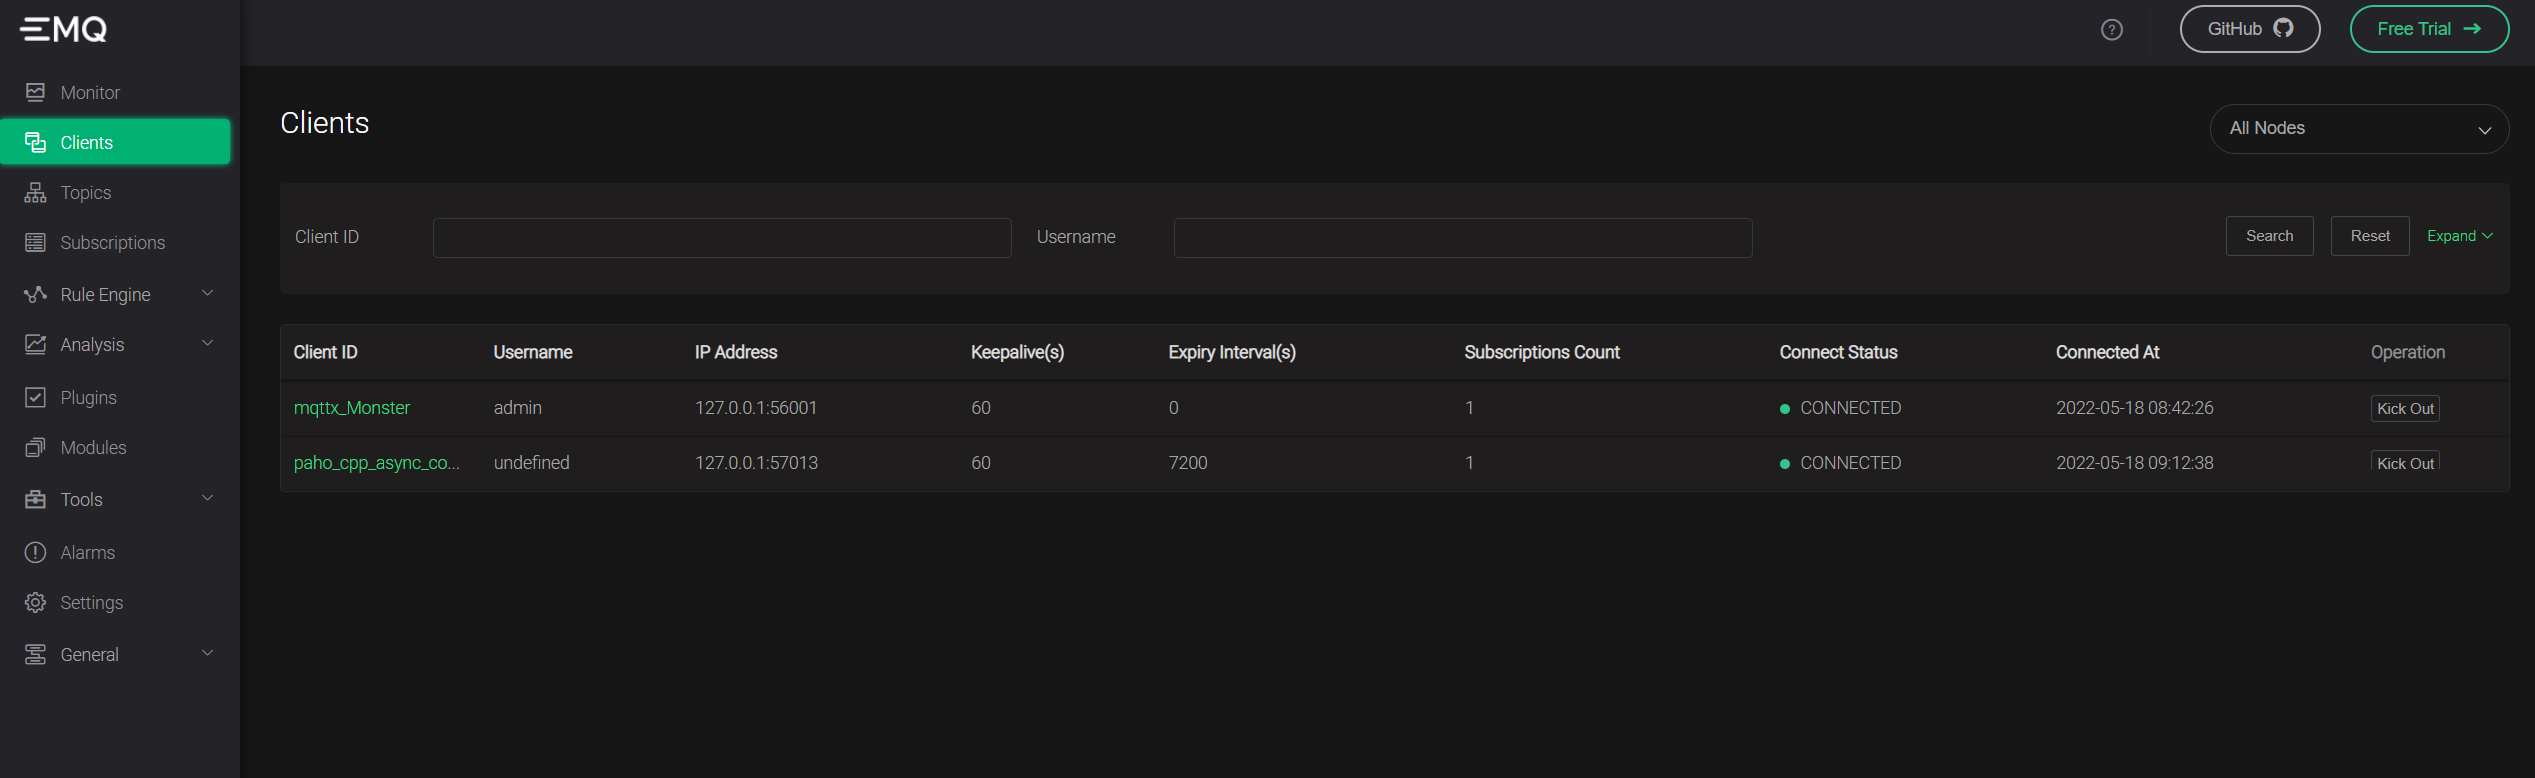 EMQ
GitHub
Free Trial
Monitor
Clients
Topics
Subscriptions
Rule Engine
Analysis
Plugins
Modules
Tools
Alarms
Settings
General
Clients
All Nodes
Client ID
Username
Search
Reset
Expand
Client ID Username IP Address Keepalive(s) Expiry Interval(s) Subscriptions Count Connect Status Connected At Operation
mqttx_Monster admin 127.0.0.1:56001 60 0 1 CONNECTED 2022-05-18 08:42:26 Kick Out
paho_cpp_async_co... undefined 127.0.0.1:57013 60 7200 1 CONNECTED 2022-05-18 09:12:38 Kick Out